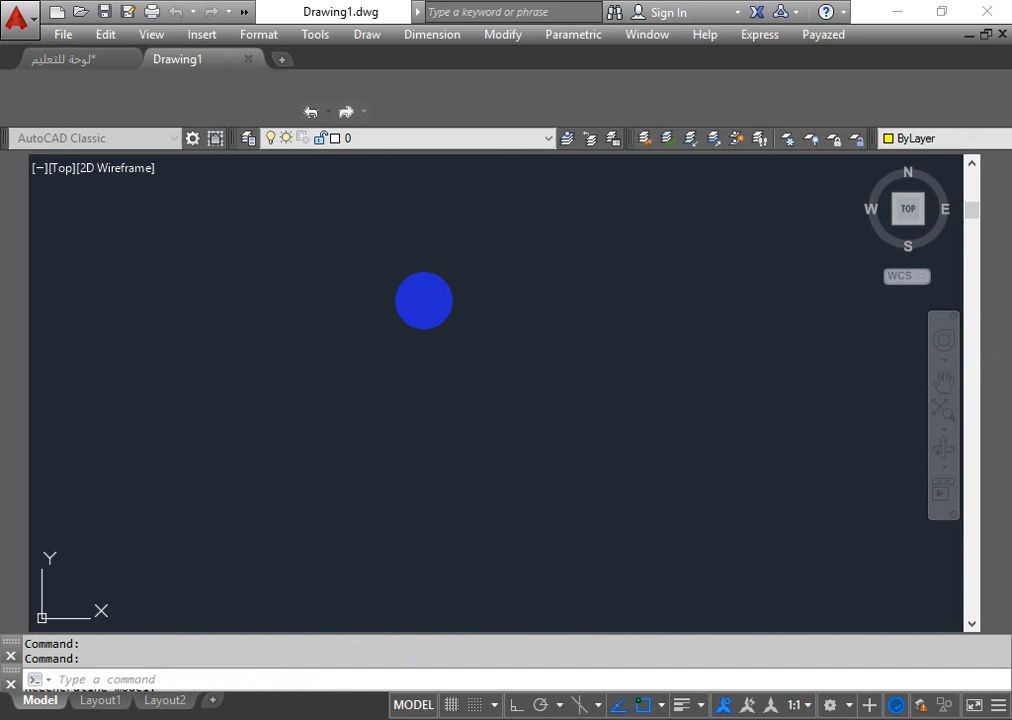 Drawing1.dwg
Type a keyword or phrase
Sign In
File Edit View Insert Format Tools Draw Dimension Modify Parametric Window Help Express Payazed
لوحة للتعليم*
Drawing1
AutoCAD Classic
0
ByLayer
[−][Top][2D Wireframe]
N
W TOP E
S
WCS
Y
X
Command:
Command:
Type a command
Regenerating model.
Model Layout1 Layout2
MODEL
1:1